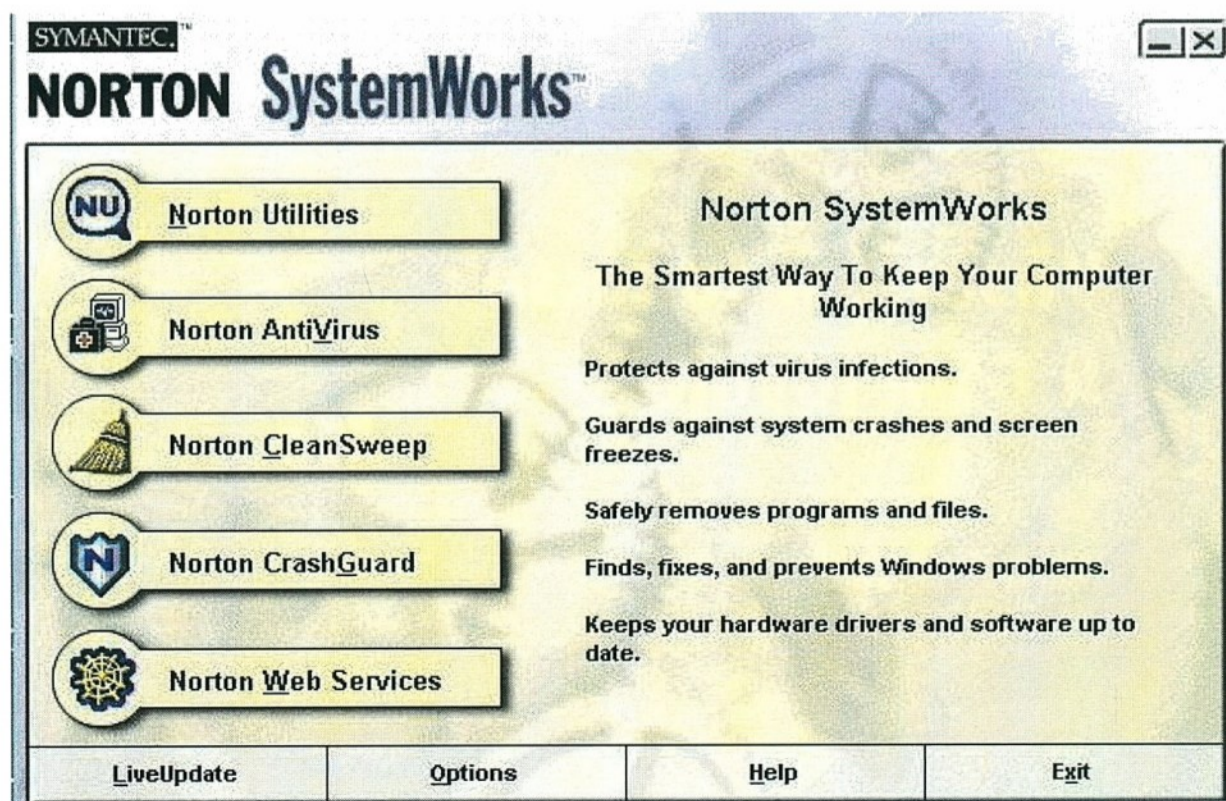 SYMANTEC.™
NORTON SystemWorks™
NU
Norton Utilities
Norton AntiVirus
Norton CleanSweep
N
Norton CrashGuard
Norton Web Services
Norton SystemWorks
The Smartest Way To Keep Your Computer
Working
Protects against virus infections.
Guards against system crashes and screen
freezes.
Safely removes programs and files.
Finds, fixes, and prevents Windows problems.
Keeps your hardware drivers and software up to
date.
LiveUpdate
Options
Help
Exit